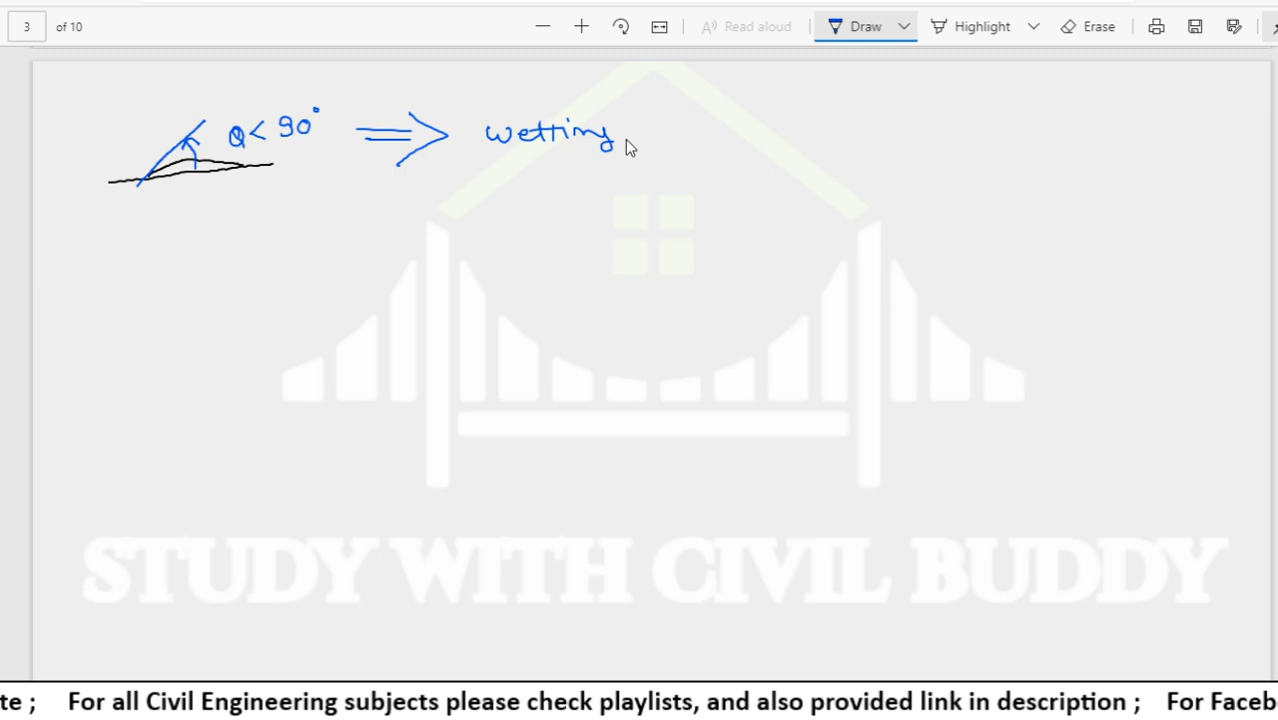 3 of 10 Read aloud Draw Highlight Erase
θ < 90° ⇒ wetting
STUDY WITH CIVIL BUDDY
te ; For all Civil Engineering subjects please check playlists, and also provided link in description ; For Faceb